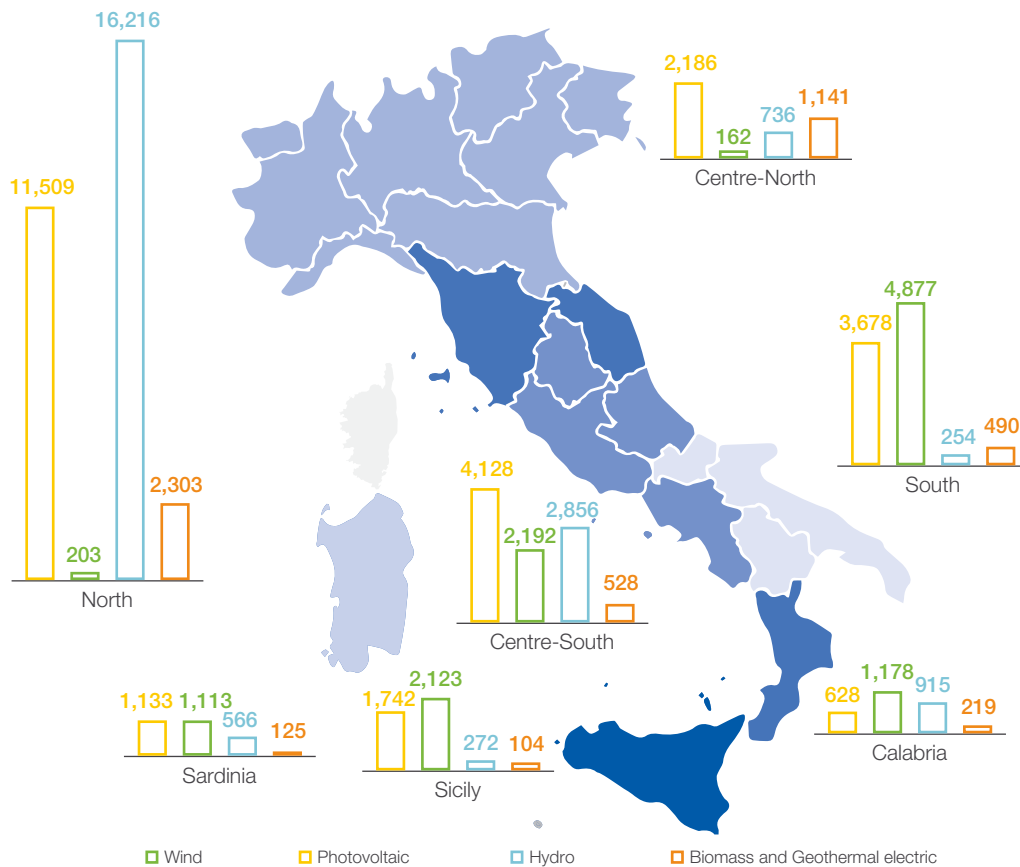 16,216
11,509
203
2,303
North
2,186
162
736
1,141
Centre-North
3,678
4,877
254
490
South
4,128
2,192
2,856
528
Centre-South
1,133
1,113
566
125
Sardinia
1,742
2,123
272
104
Sicily
628
1,178
915
219
Calabria
Wind
Photovoltaic
Hydro
Biomass and Geothermal electric